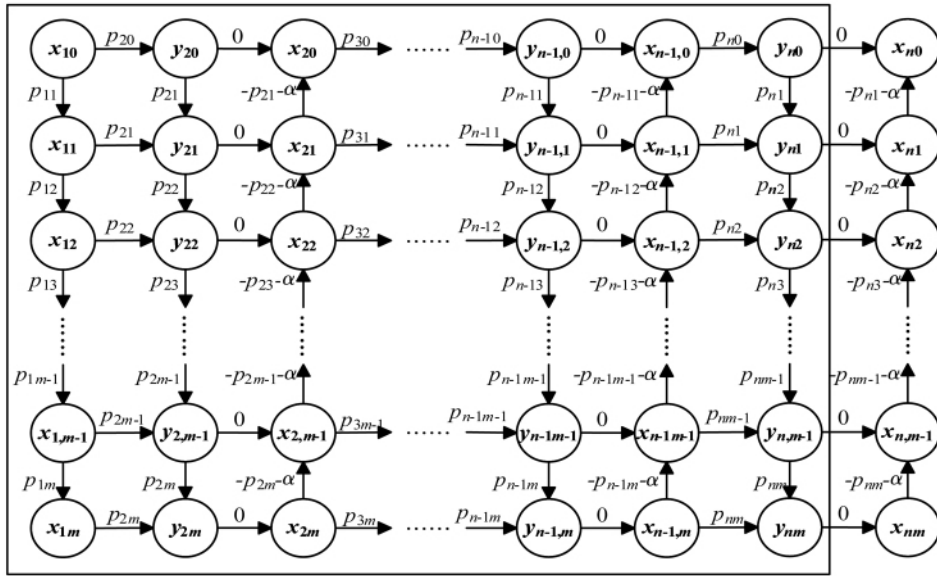 x10 p20 y20 0 x20 p30 ...... pn-10 yn-1,0 0 xn-1,0 pn0 yn0 0 xn0
p11 p21 -p21-α pn-11 -pn-11-α pn1 -pn1-α
x11 p21 y21 0 x21 p31 ...... pn-11 yn-1,1 0 xn-1,1 pn1 yn1 0 xn1
p12 p22 -p22-α pn-12 -pn-12-α pn2 -pn2-α
x12 p22 y22 0 x22 p32 ...... pn-12 yn-1,2 0 xn-1,2 pn2 yn2 0 xn2
p13 p23 -p23-α pn-13 -pn-13-α pn3 -pn3-α
p1m-1 p2m-1 -p2m-1-α pn-1m-1 -pn-1m-1-α pnm-1 -pnm-1-α
x1,m-1 p2m-1 y2,m-1 0 x2,m-1 p3m-1 ...... pn-1m-1 yn-1m-1 0 xn-1m-1 pnm-1 yn,m-1 0 xn,m-1
p1m p2m -p2m-α pn-1m -pn-1m-α pnm -pnm-α
x1m p2m y2m 0 x2m p3m ...... pn-1m yn-1,m 0 xn-1,m pnm ynm 0 xnm